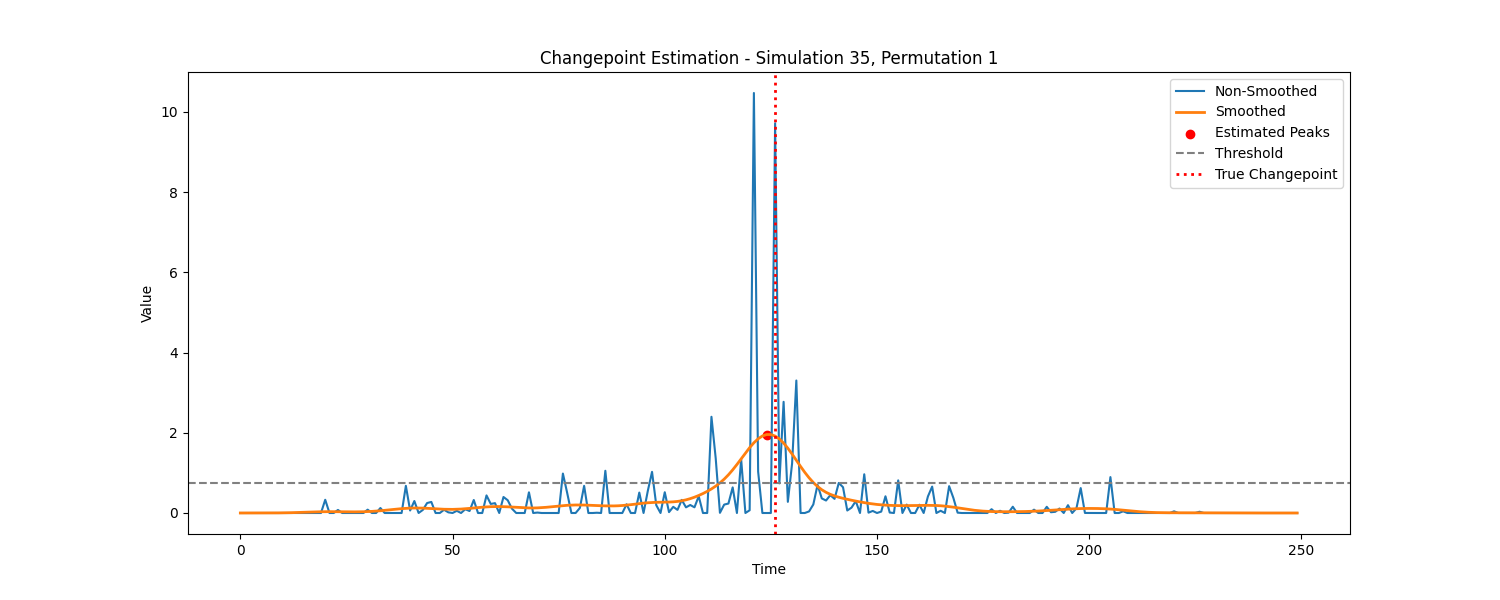 Changepoint Estimation - Simulation 35, Permutation 1
Non-Smoothed
Smoothed
Estimated Peaks
Threshold
True Changepoint
Value
10
8
6
4
2
0
0 50 100 150 200 250
Time